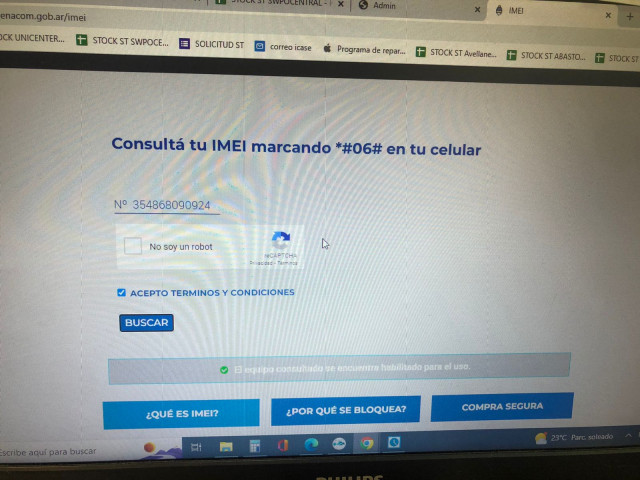 STOCK ST SWPOCENTRAL - 
Admin
IMEI
enacom.gob.ar/imei
OCK UNICENTER...
STOCK ST SWPOCE...
SOLICITUD ST
correo icase
Programa de repar...
STOCK ST Avellane...
STOCK ST ABASTO...
STOCK ST
Consultá tu IMEI marcando *#06# en tu celular
Nº 354868090924
No soy un robot
reCAPTCHA
Privacidad - Términos
ACEPTO TERMINOS Y CONDICIONES
BUSCAR
El equipo consultado se encuentra habilitado para el uso.
¿QUÉ ES IMEI?
¿POR QUÉ SE BLOQUEA?
COMPRA SEGURA
Escribe aquí para buscar
23°C Parc. soleado
PHILIPS